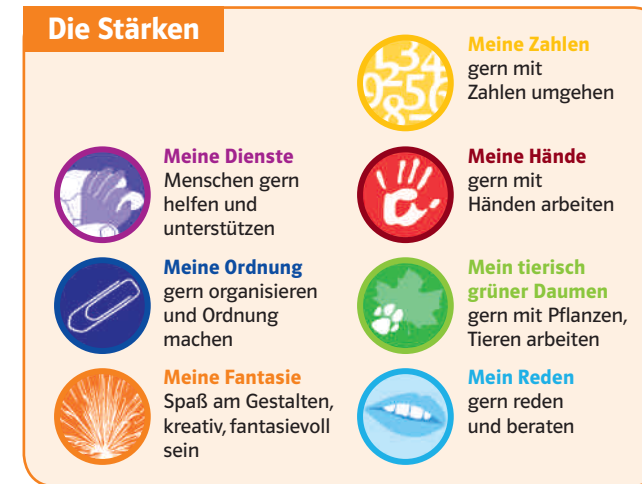 Die Stärken
Meine Zahlen
gern mit
Zahlen umgehen
Meine Dienste
Menschen gern
helfen und
unterstützen
Meine Hände
gern mit
Händen arbeiten
Meine Ordnung
gern organisieren
und Ordnung
machen
Mein tierisch
grüner Daumen
gern mit Pflanzen,
Tieren arbeiten
Meine Fantasie
Spaß am Gestalten,
kreativ, fantasievoll
sein
Mein Reden
gern reden
und beraten